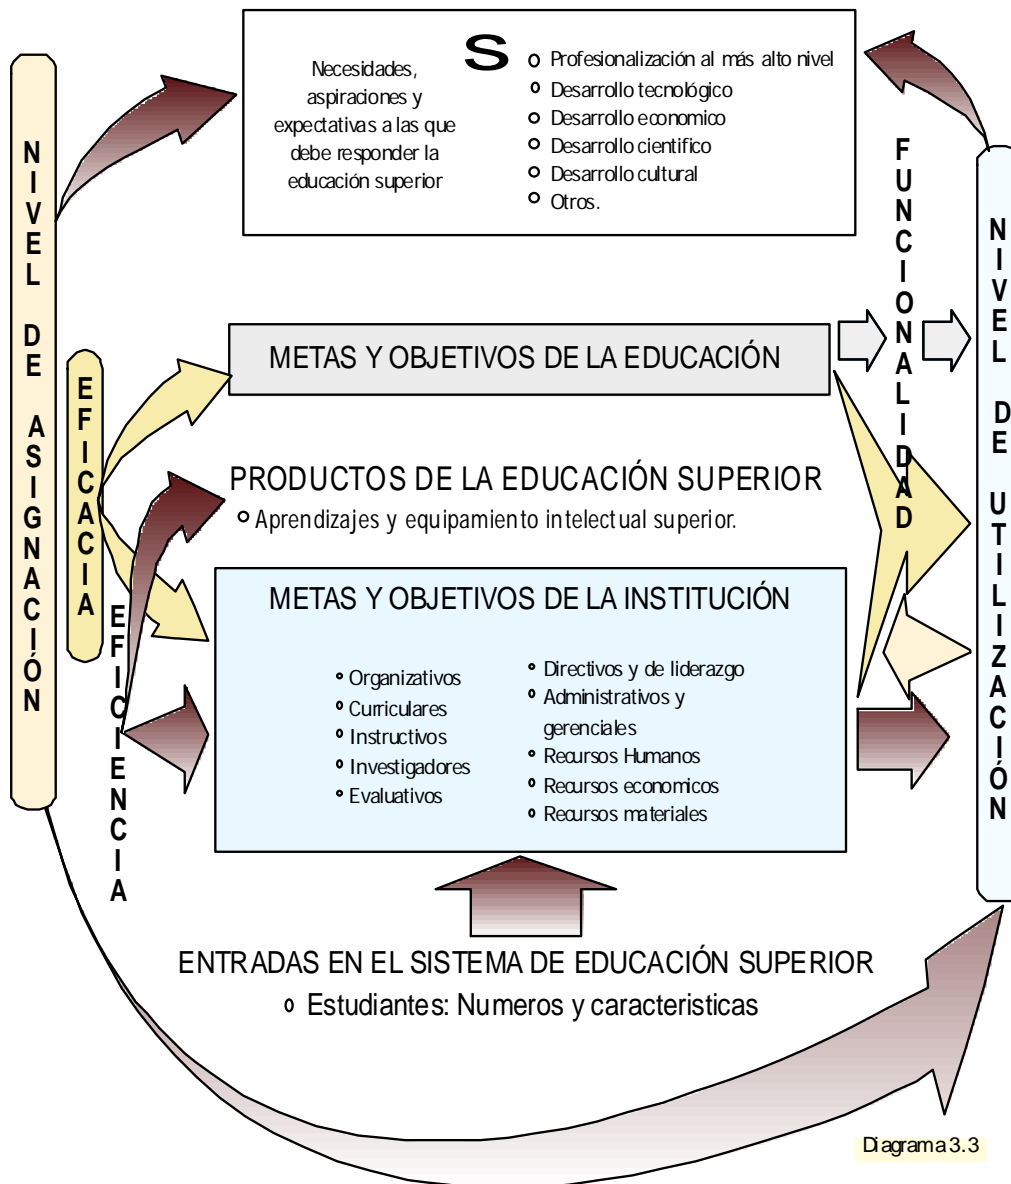 S
Necesidades,
aspiraciones y
expectativas a las que
debe responder la
educación superior
Profesionalización al más alto nivel
Desarrollo tecnológico
Desarrollo economico
Desarrollo cientifico
Desarrollo cultural
Otros.
NIVEL DE ASIGNACIÓN
EFICACIA
EFICIENCIA
FUNCIONALIDAD
NIVEL DE UTILIZACIÓN
METAS Y OBJETIVOS DE LA EDUCACIÓN
PRODUCTOS DE LA EDUCACIÓN SUPERIOR
Aprendizajes y equipamiento intelectual superior.
METAS Y OBJETIVOS DE LA INSTITUCIÓN
Organizativos
Curriculares
Instructivos
Investigadores
Evaluativos
Directivos y de liderazgo
Administrativos y
gerenciales
Recursos Humanos
Recursos economicos
Recursos materiales
ENTRADAS EN EL SISTEMA DE EDUCACIÓN SUPERIOR
Estudiantes: Numeros y caracteristicas
Diagrama 3.3